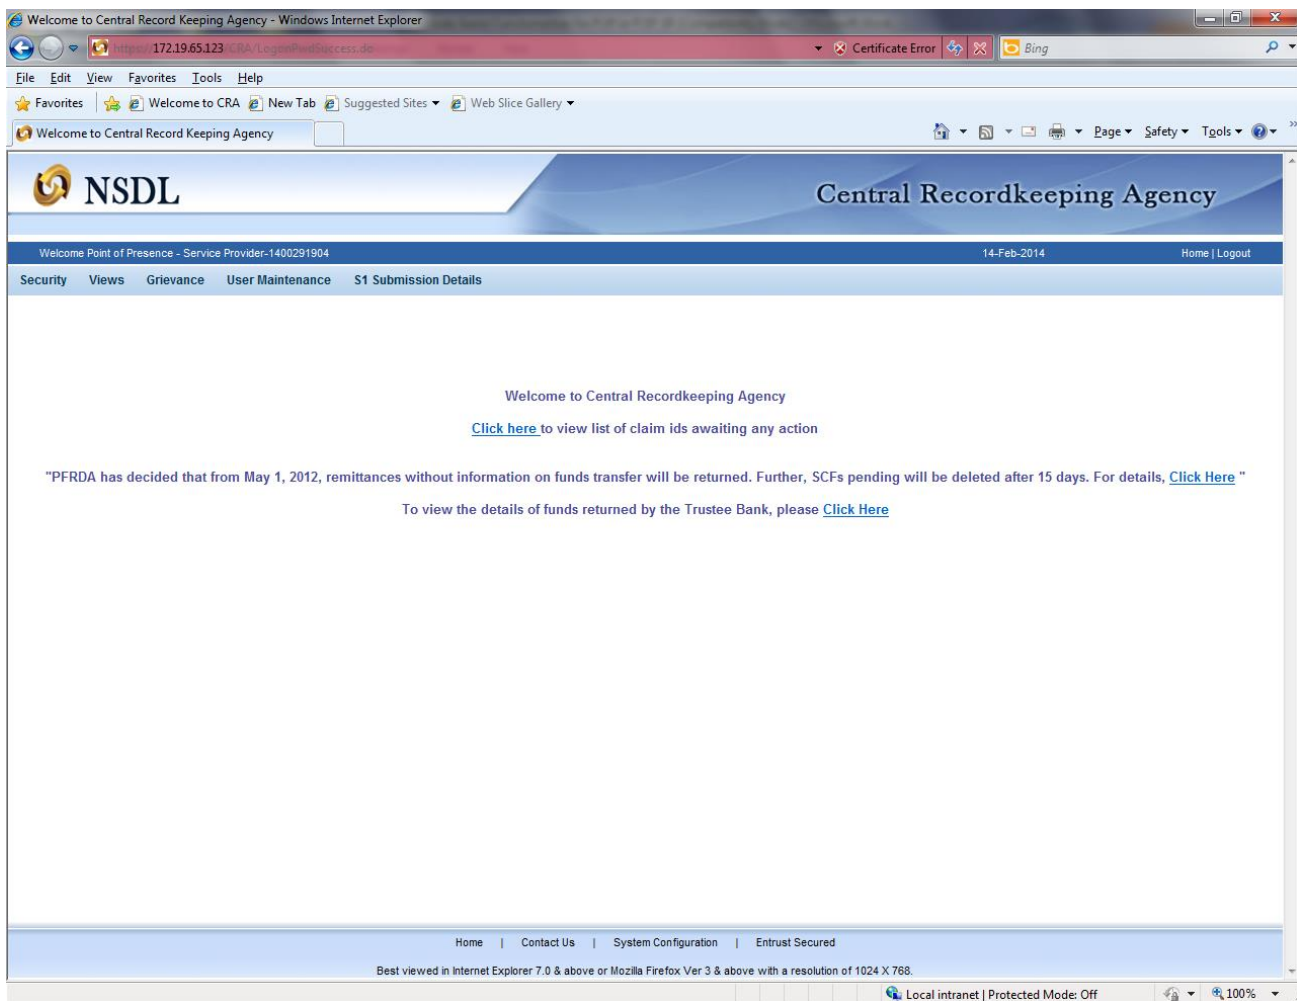 Welcome to Central Record Keeping Agency - Windows Internet Explorer
https://172.19.65.123/CRA/LogonPwdSuccess.do Certificate Error Bing
File Edit View Favorites Tools Help
Favorites Welcome to CRA New Tab Suggested Sites Web Slice Gallery
Welcome to Central Record Keeping Agency Page Safety Tools
NSDL Central Recordkeeping Agency
Welcome Point of Presence - Service Provider-1400291904 14-Feb-2014 Home | Logout
Security Views Grievance User Maintenance S1 Submission Details
Welcome to Central Recordkeeping Agency
Click here to view list of claim ids awaiting any action
"PFRDA has decided that from May 1, 2012, remittances without information on funds transfer will be returned. Further, SCFs pending will be deleted after 15 days. For details, Click Here "
To view the details of funds returned by the Trustee Bank, please Click Here
Home | Contact Us | System Configuration | Entrust Secured
Best viewed in Internet Explorer 7.0 & above or Mozilla Firefox Ver 3 & above with a resolution of 1024 X 768.
Local intranet | Protected Mode: Off 100%